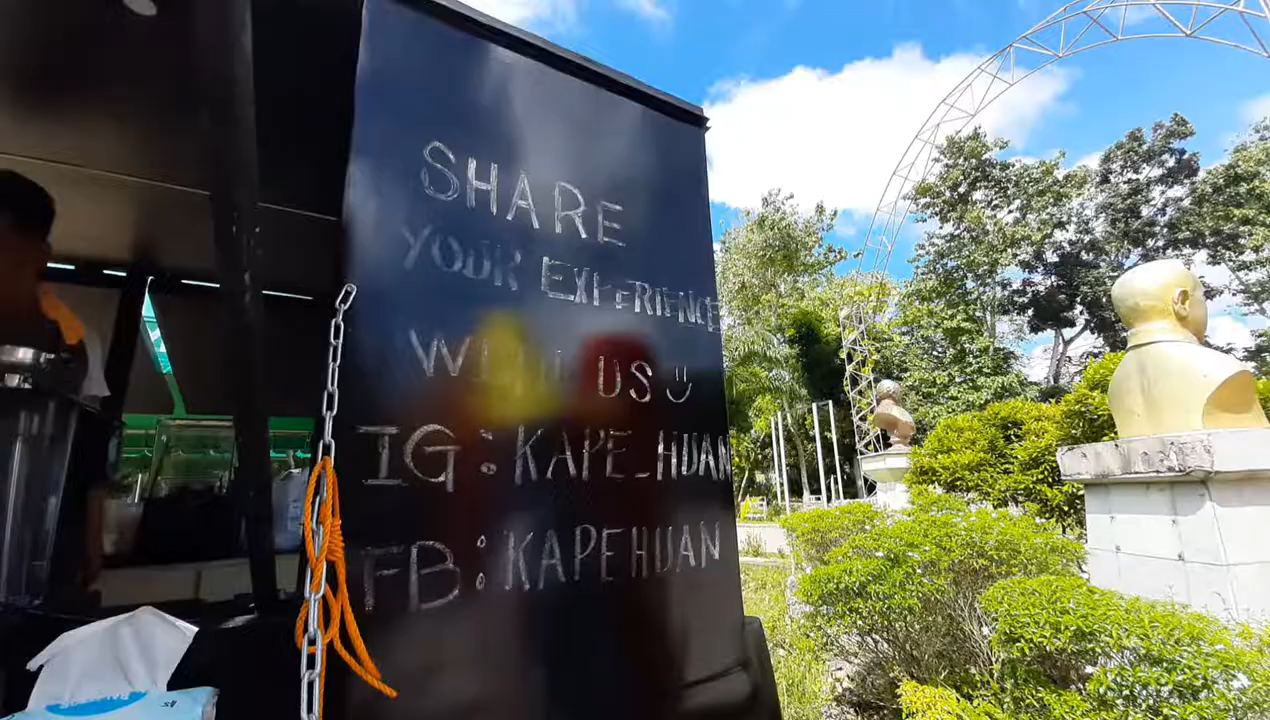 SHARE
YOUR EXPERIENCE
WITH US
IG: KAPE_HUAN
FB: KAPEHUAN